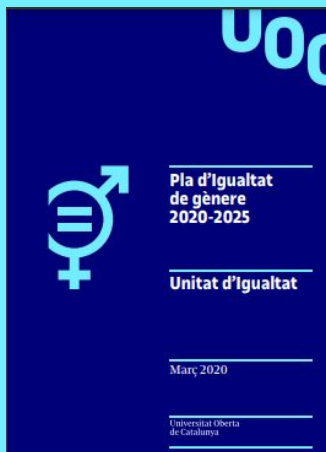 UOC
Pla d'Igualtat
de gènere
2020-2025
Unitat d'Igualtat
Març 2020
Universitat Oberta
de Catalunya